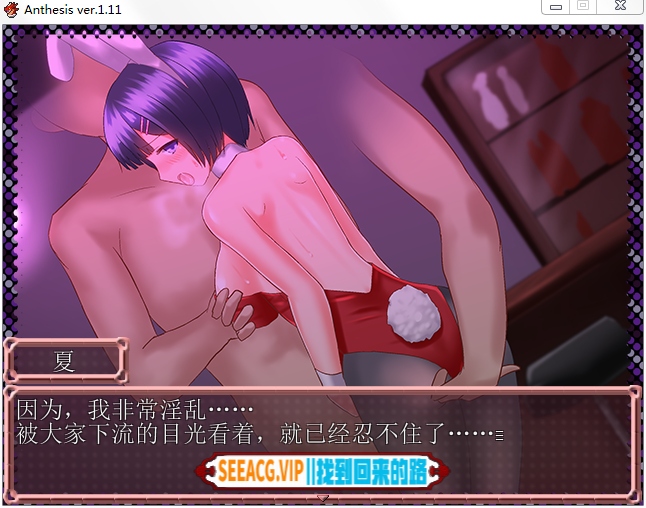 Anthesis ver.1.11
夏
因为，我非常淫乱……
被大家下流的目光看着，就已经忍不住了……
SEEACG.VIP||找到回来的路